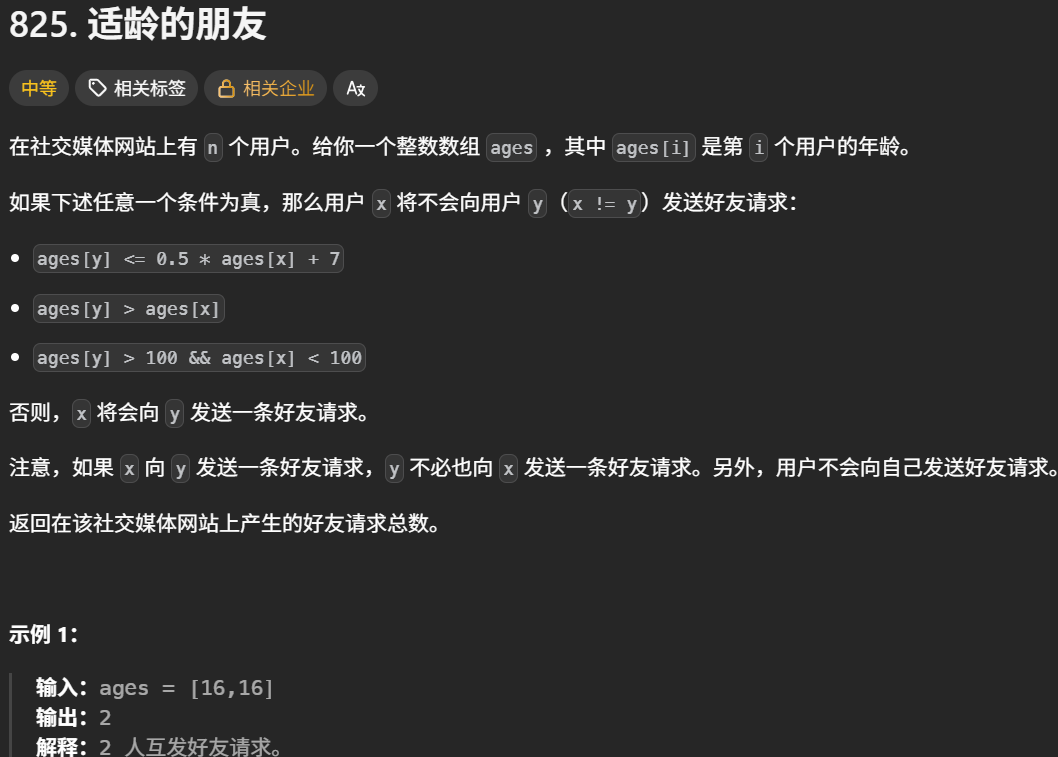 825. 适龄的朋友
中等 相关标签 相关企业 Ax
在社交媒体网站上有 n 个用户。给你一个整数数组 ages ，其中 ages[i] 是第 i 个用户的年龄。
如果下述任意一个条件为真，那么用户 x 将不会向用户 y（x != y）发送好友请求：
ages[y] <= 0.5 * ages[x] + 7
ages[y] > ages[x]
ages[y] > 100 && ages[x] < 100
否则，x 将会向 y 发送一条好友请求。
注意，如果 x 向 y 发送一条好友请求，y 不必也向 x 发送一条好友请求。另外，用户不会向自己发送好友请求。
返回在该社交媒体网站上产生的好友请求总数。
示例 1：
输入：ages = [16,16]
输出：2
解释：2 人互发好友请求。